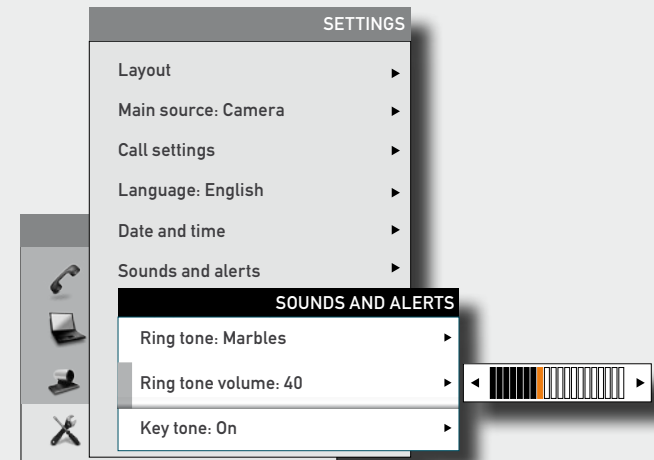 SETTINGS
Layout
Main source: Camera
Call settings
Language: English
Date and time
Sounds and alerts
SOUNDS AND ALERTS
Ring tone: Marbles
Ring tone volume: 40
Key tone: On